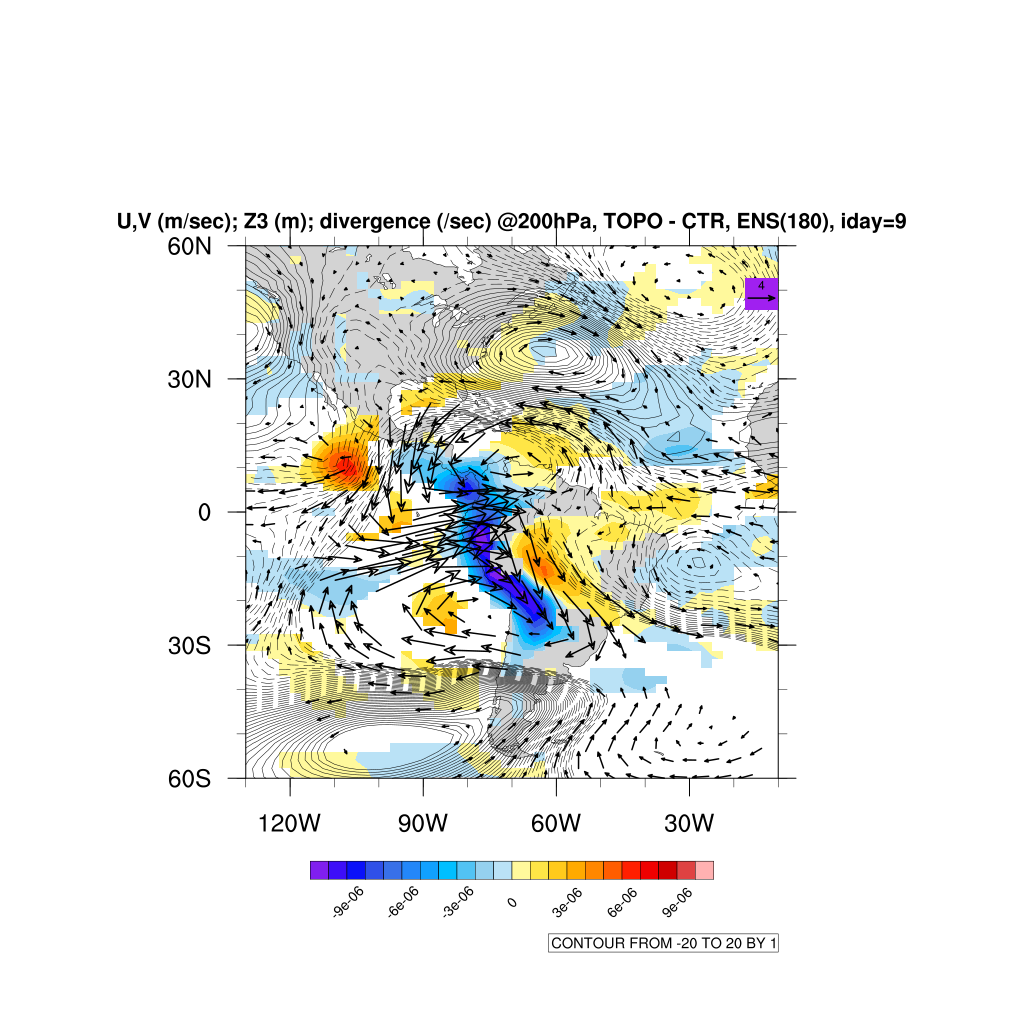 U,V (m/sec); Z3 (m); divergence (/sec) @200hPa, TOPO - CTR, ENS(180), iday=9
60N
4
30N
0
30S
60S
120W 90W 60W 30W
-9e-06 -6e-06 -3e-06 0 3e-06 6e-06 9e-06
CONTOUR FROM -20 TO 20 BY 1